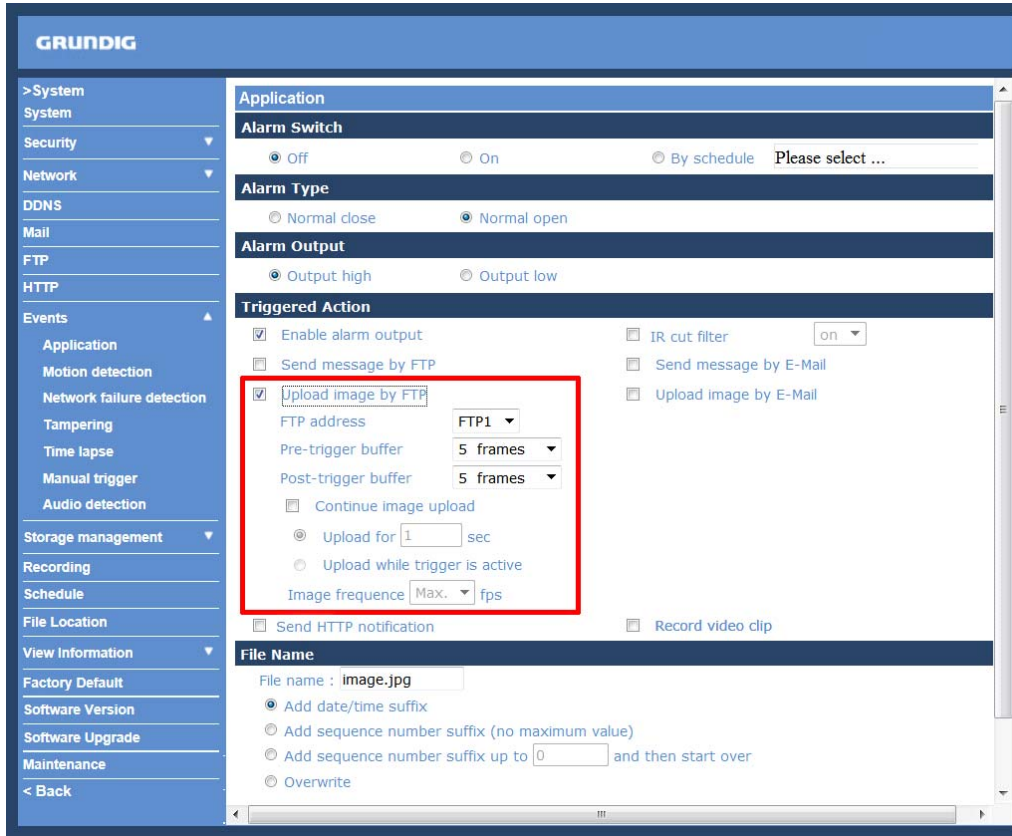 GRUNDIG
>System
System
Security
Network
DDNS
Mail
FTP
HTTP
Events
Application
Motion detection
Network failure detection
Tampering
Time lapse
Manual trigger
Audio detection
Storage management
Recording
Schedule
File Location
View Information
Factory Default
Software Version
Software Upgrade
Maintenance
< Back
Application
Alarm Switch
Off On By schedule Please select ...
Alarm Type
Normal close Normal open
Alarm Output
Output high Output low
Triggered Action
Enable alarm output IR cut filter on
Send message by FTP Send message by E-Mail
Upload image by FTP Upload image by E-Mail
FTP address FTP1
Pre-trigger buffer 5 frames
Post-trigger buffer 5 frames
Continue image upload
Upload for 1 sec
Upload while trigger is active
Image frequence Max. fps
Send HTTP notification Record video clip
File Name
File name : image.jpg
Add date/time suffix
Add sequence number suffix (no maximum value)
Add sequence number suffix up to 0 and then start over
Overwrite